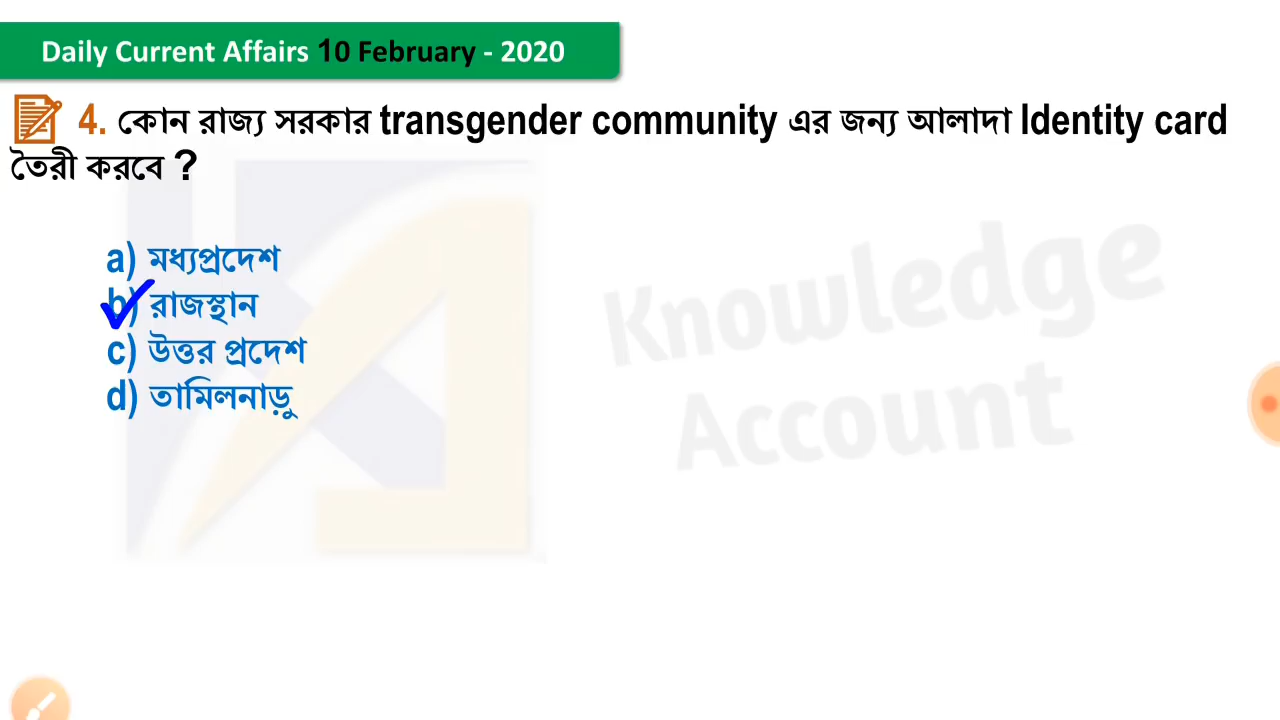 Daily Current Affairs 10 February - 2020
4. কোন রাজ্য সরকার transgender community এর জন্য আলাদা Identity card
তৈরী করবে ?
a) মধ্যপ্রদেশ
b) রাজস্থান
c) উত্তর প্রদেশ
d) তামিলনাড়ু
Knowledge
Account